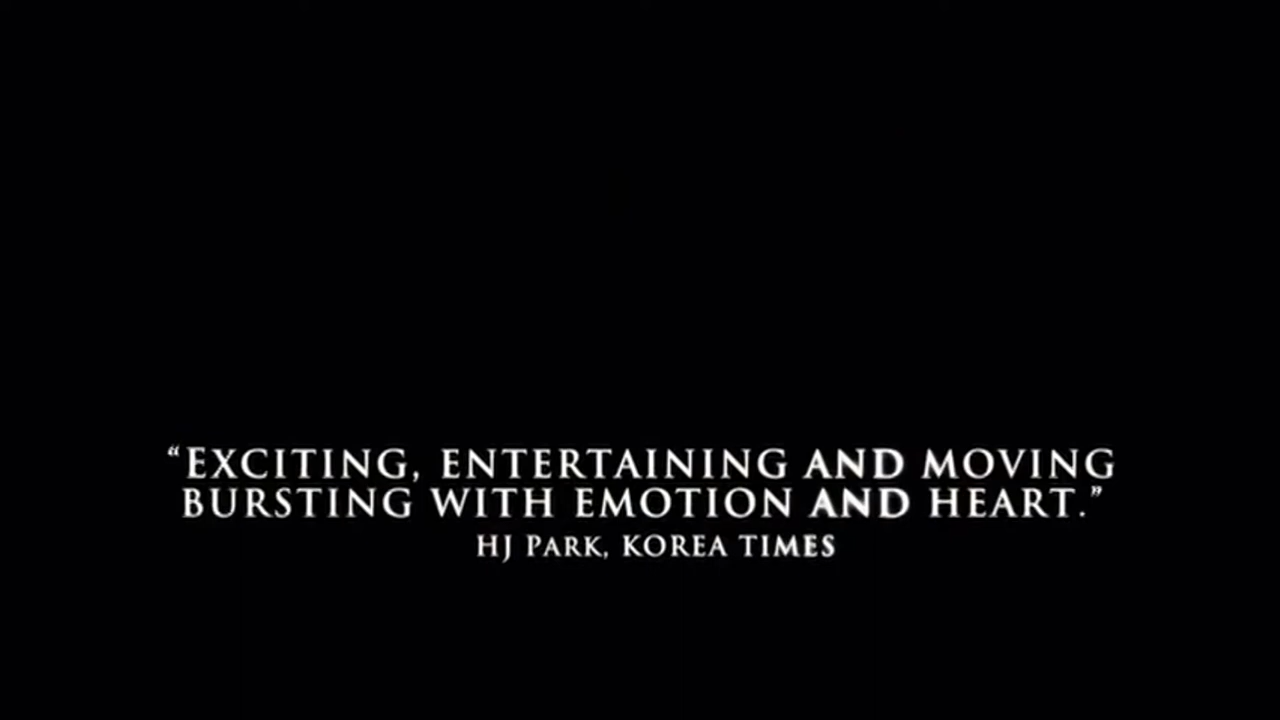 “EXCITING, ENTERTAINING AND MOVING
BURSTING WITH EMOTION AND HEART.”
HJ PARK, KOREA TIMES